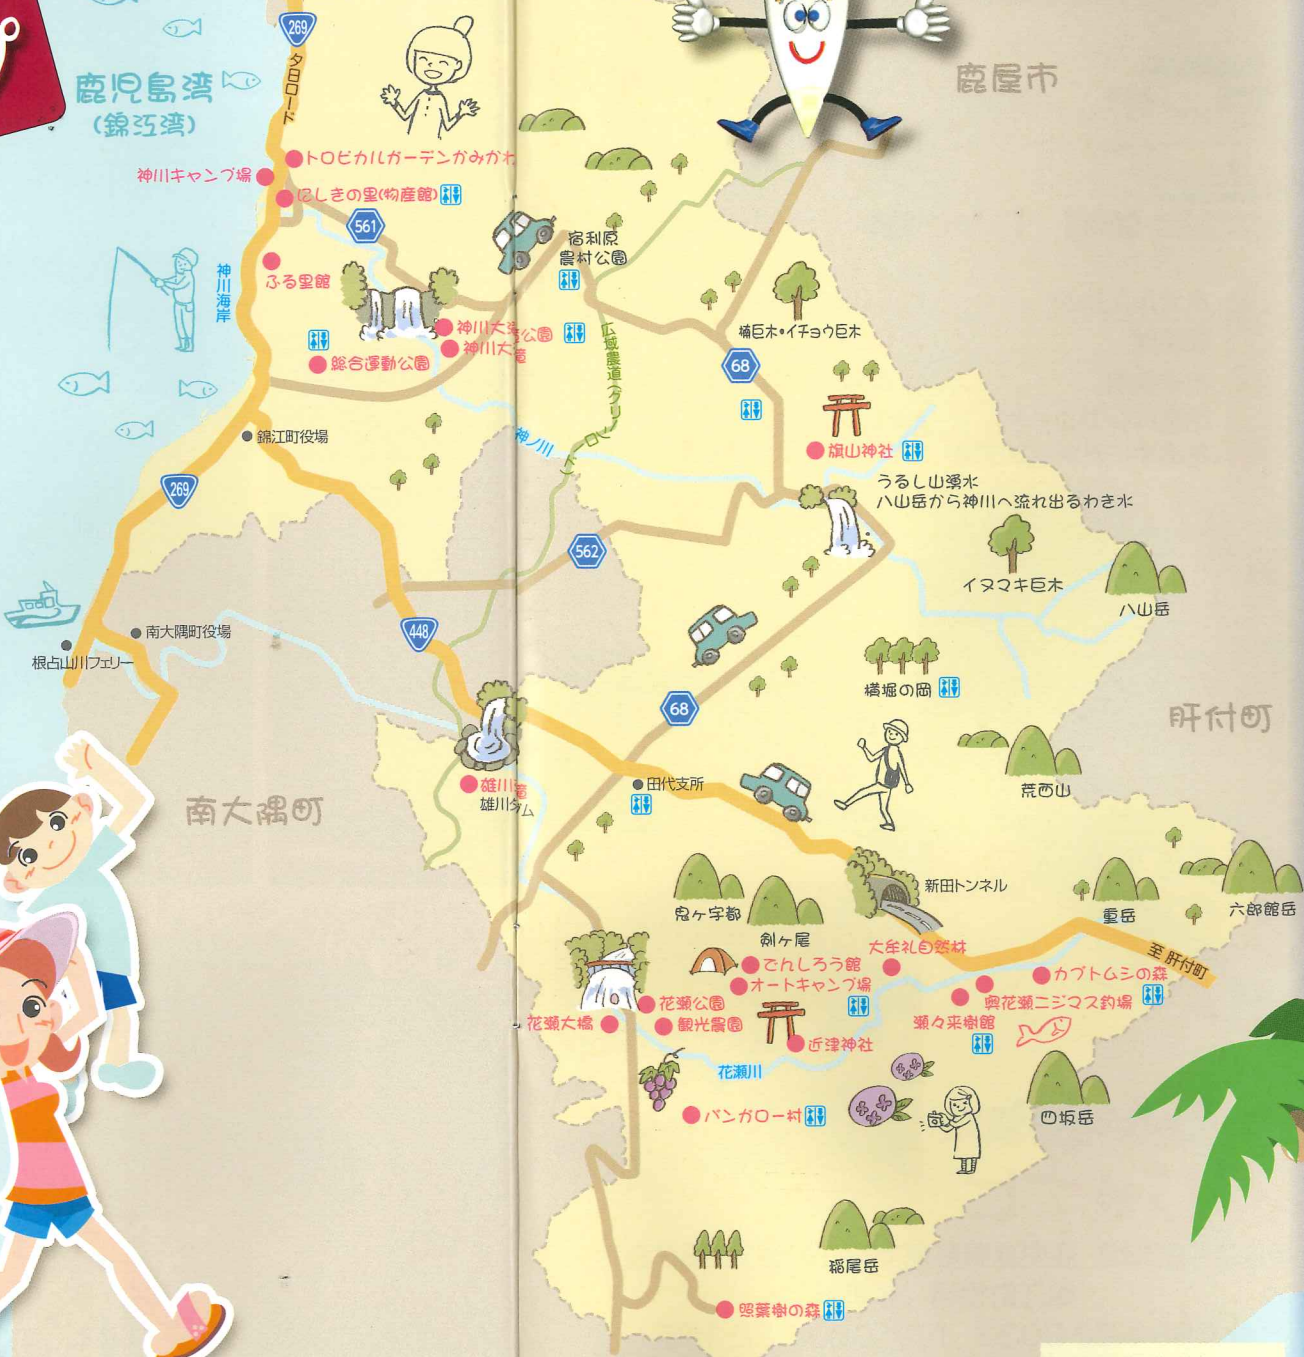 269
夕日ロード
鹿児島湾
(錦江湾)
鹿屋市
トロピカルガーデンかみかわ
神川キャンプ場
にしきの里(物産館)
561
宿利原
農村公園
ふる里館
神川海岸
神川大滝公園
神川大滝
総合運動公園
広域農道(グリーンロード)
楠巨木•イチョウ巨木
68
錦江町役場
神ノ川
旗山神社
うるし山湧水
八山岳から神川へ流れ出るわき水
269
562
イヌマキ巨木
八山岳
南大隅町役場
448
根占山川フェリー
横堀の岡
68
肝付町
荒西山
雄川滝
雄川ダム
田代支所
南大隅町
新田トンネル
鬼ヶ宇都
剣ヶ尾
重岳
六郎館岳
大牟礼自然林
至 肝付町
でんしろう館
オートキャンプ場
カブトムシの森
奥花瀬ニジマス釣場
花瀬公園
花瀬大橋
観光農園
瀬々来樹館
近津神社
花瀬川
バンガロー村
四坂岳
稲尾岳
照葉樹の森